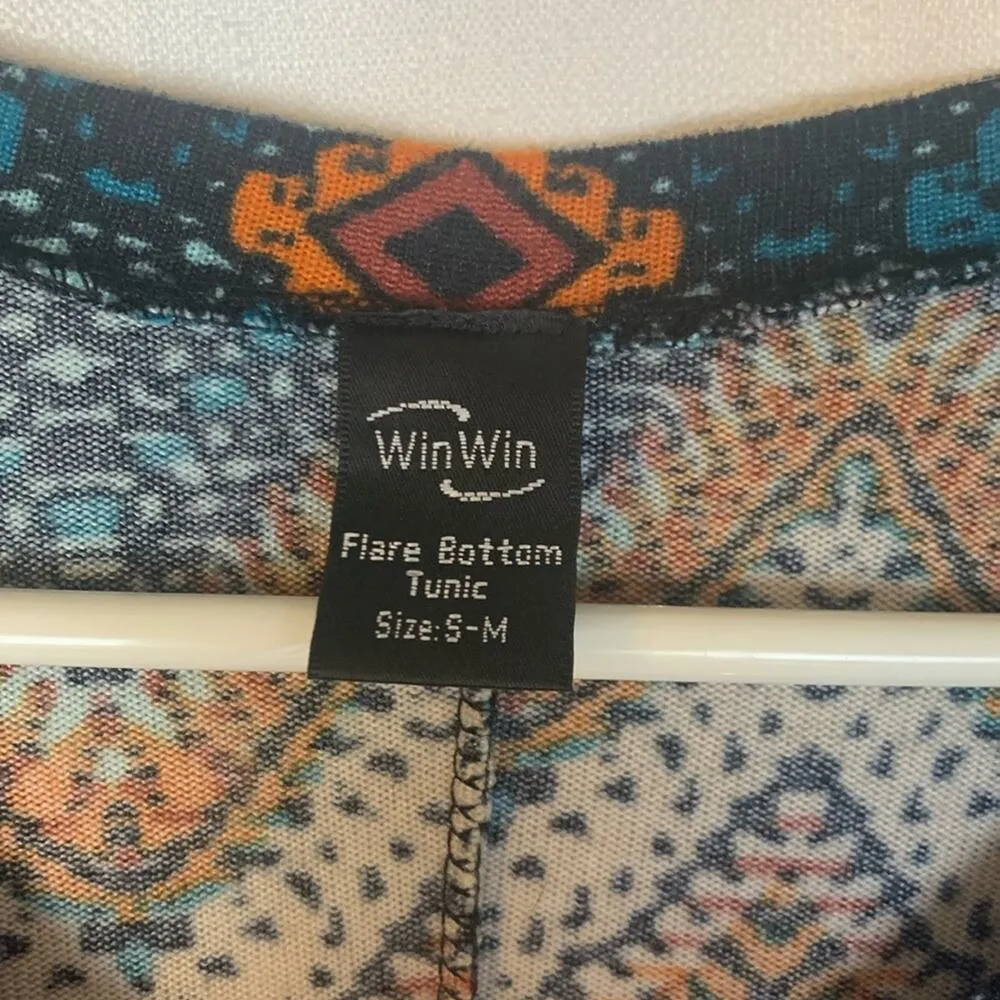 WinWin
Flare Bottom
Tunic
Size:S-M